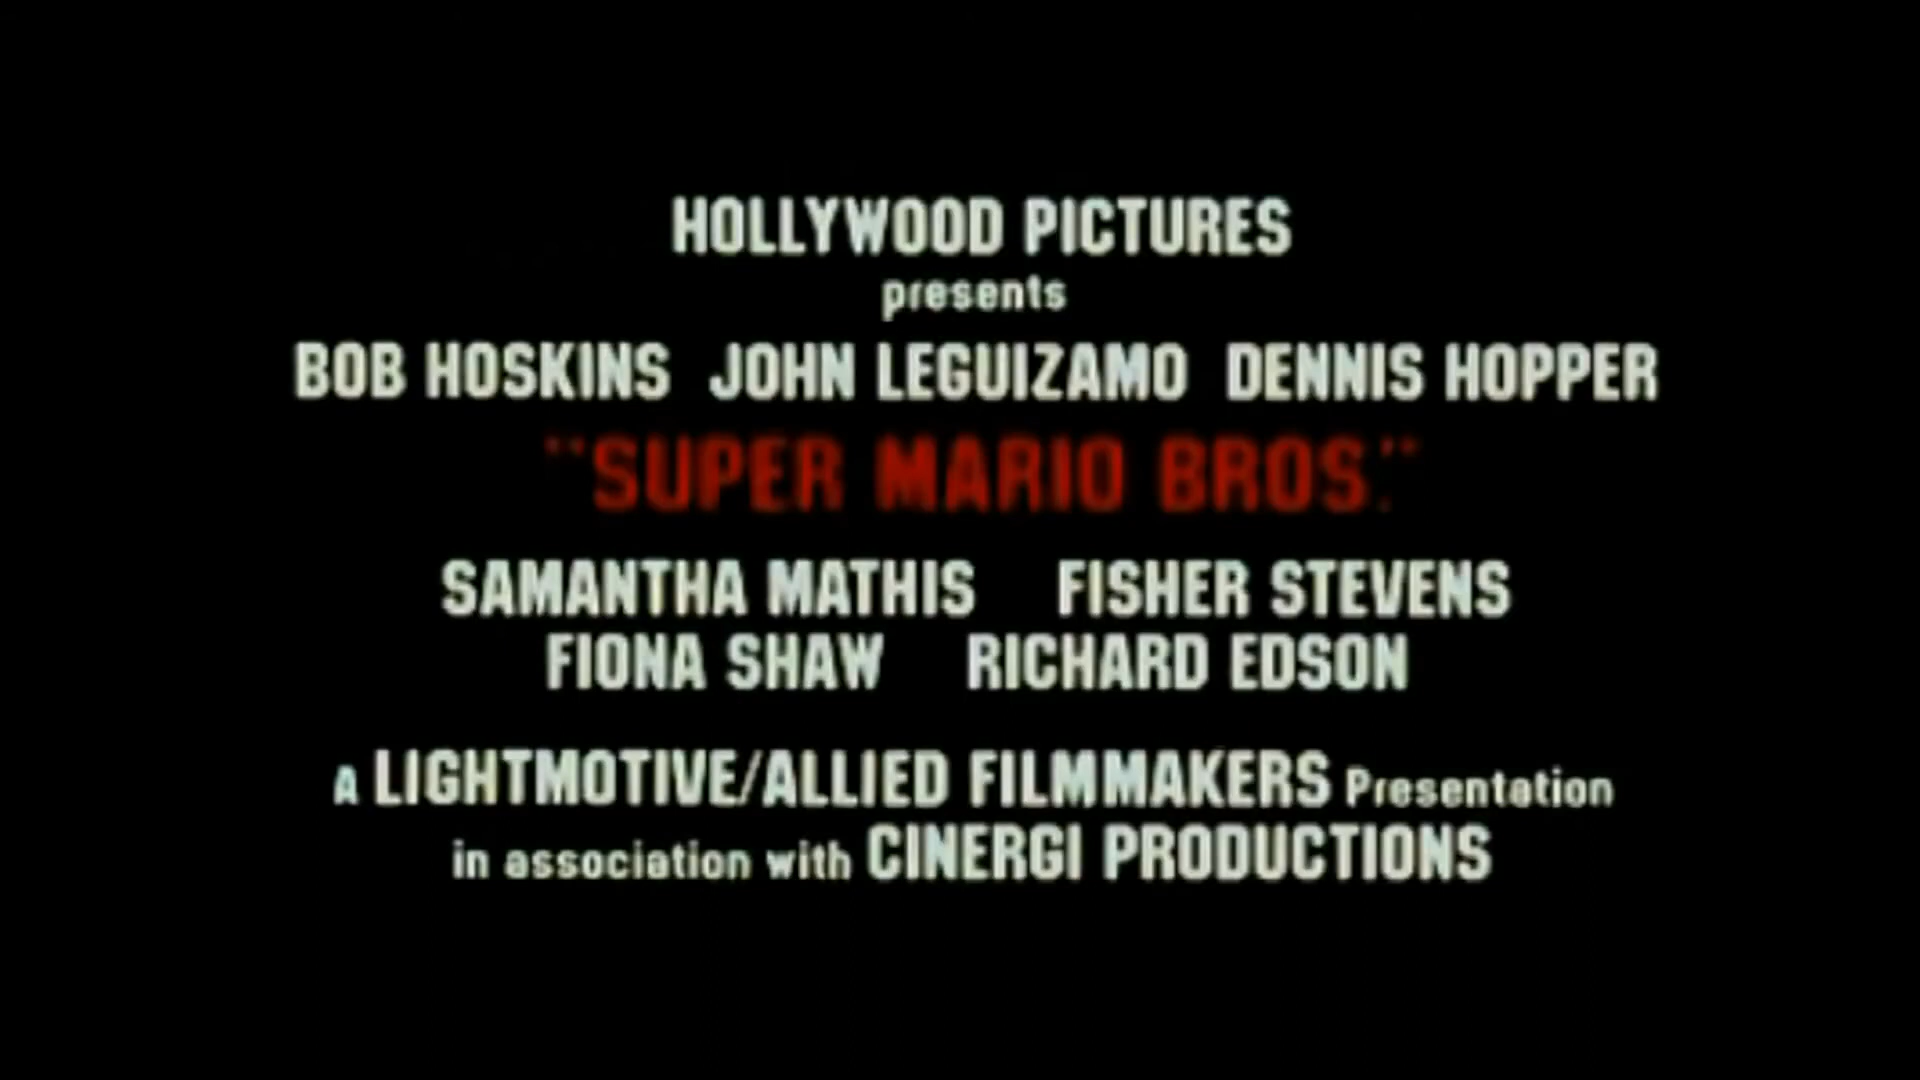 HOLLYWOOD PICTURES
presents
BOB HOSKINS JOHN LEGUIZAMO DENNIS HOPPER
"SUPER MARIO BROS."
SAMANTHA MATHIS FISHER STEVENS
FIONA SHAW RICHARD EDSON
A LIGHTMOTIVE/ALLIED FILMMAKERS Presentation
in association with CINERGI PRODUCTIONS